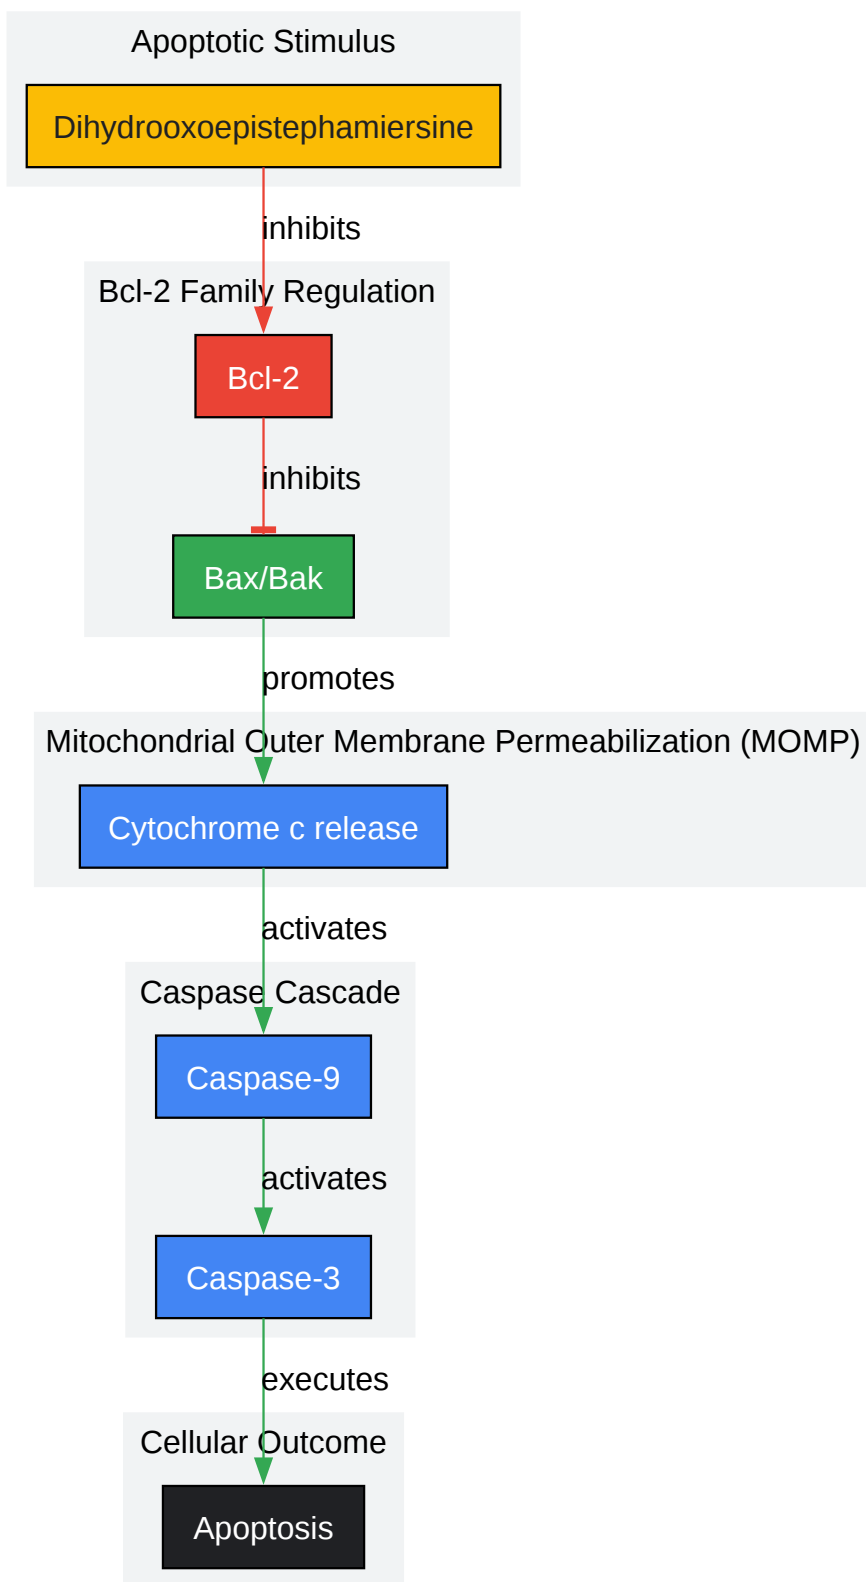 Apoptotic Stimulus
Dihydrooxoepistephamiersine
inhibits
Bcl-2 Family Regulation
Bcl-2
inhibits
Bax/Bak
promotes
Mitochondrial Outer Membrane Permeabilization (MOMP)
Cytochrome c release
activates
Caspase Cascade
Caspase-9
activates
Caspase-3
executes
Cellular Outcome
Apoptosis